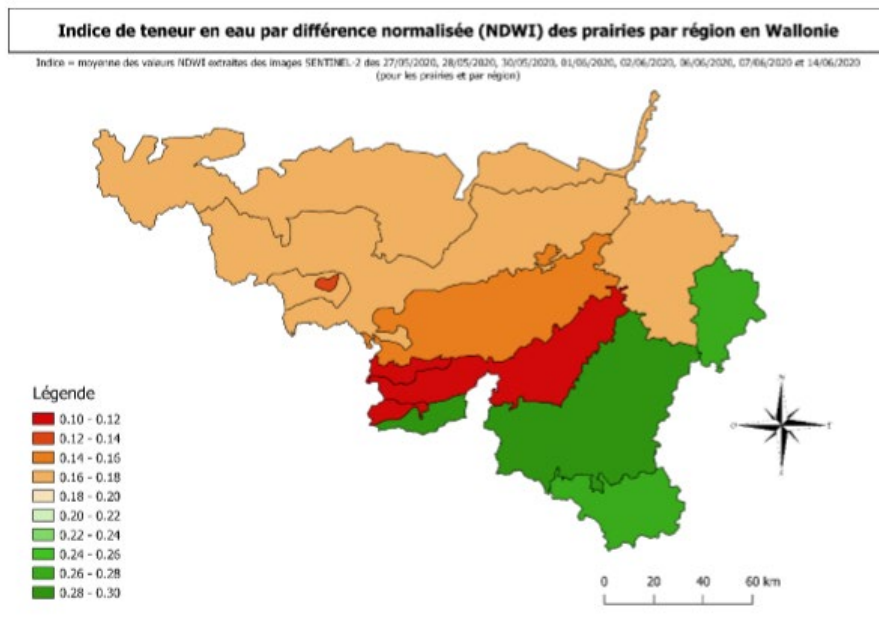 Indice de teneur en eau par différence normalisée (NDWI) des prairies par région en Wallonie
Indice = moyenne des valeurs NDWI extraites des images SENTINEL-2 des 27/05/2020, 28/05/2020, 30/05/2020, 01/06/2020, 02/06/2020, 06/06/2020, 07/06/2020 et 14/06/2020
(pour les prairies et par région)
Légende
0.10 - 0.12
0.12 - 0.14
0.14 - 0.16
0.16 - 0.18
0.18 - 0.20
0.20 - 0.22
0.22 - 0.24
0.24 - 0.26
0.26 - 0.28
0.28 - 0.30
N
O
S
0 20 40 60 km